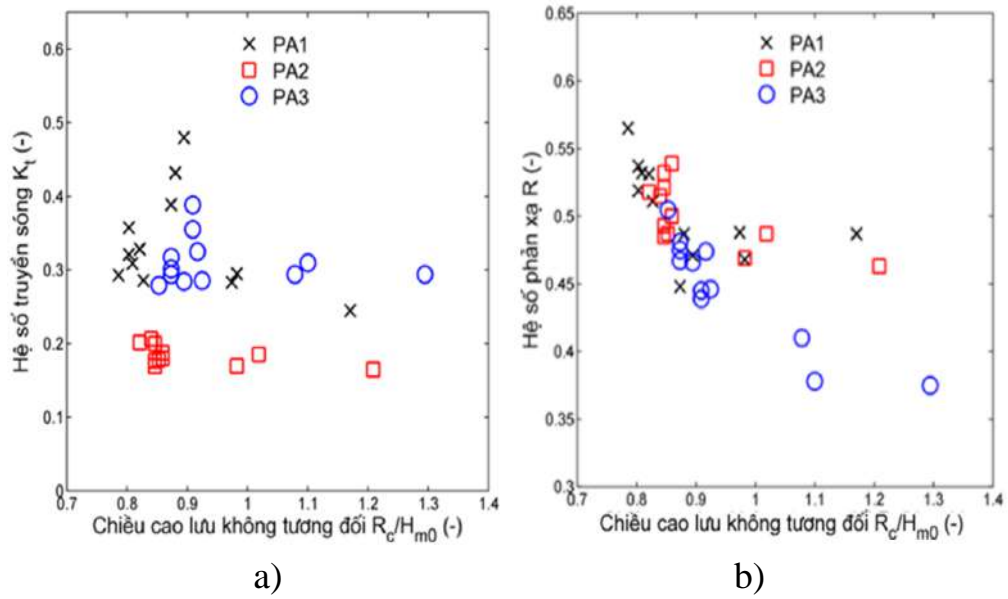 0.6
0.5
0.4
0.3
0.2
0.1
0
Hệ số truyền sóng Kt (-)
PA1
PA2
PA3
0.7 0.8 0.9 1 1.1 1.2 1.3 1.4
Chiều cao lưu không tương đối Rc/Hm0 (-)
a)
0.65
0.6
0.55
0.5
0.45
0.4
0.35
0.3
Hệ số phản xạ R (-)
PA1
PA2
PA3
0.7 0.8 0.9 1 1.1 1.2 1.3 1.4
Chiều cao lưu không tương đối Rc/Hm0 (-)
b)